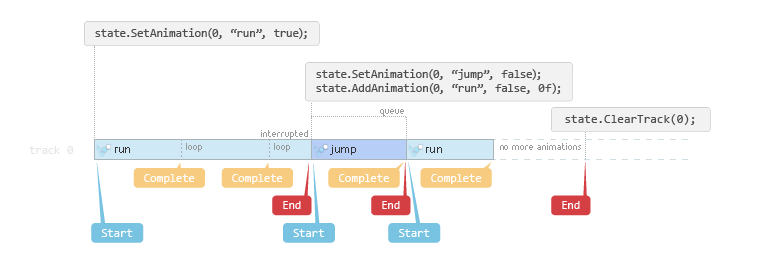 state.SetAnimation(0, “run”, true);
state.SetAnimation(0, “jump”, false);
state.AddAnimation(0, “run”, false, 0f);
queue
state.ClearTrack(0);
interrupted
track 0
run
loop
loop
jump
run
no more animations
Complete
Complete
Complete
Complete
End
End
End
Start
Start
Start